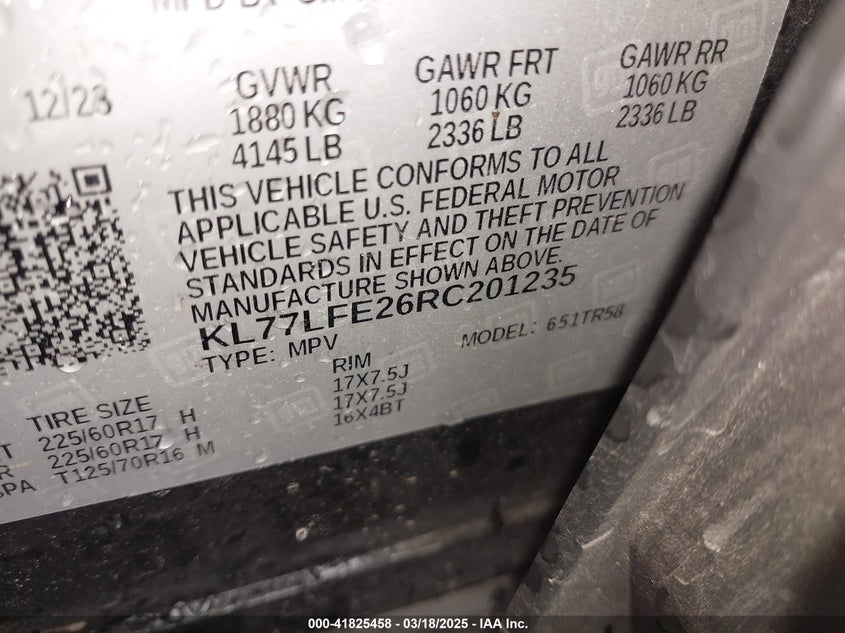 MFD BY
12/23
GVWR
1880 KG
4145 LB
GAWR FRT
1060 KG
2336 LB
GAWR RR
1060 KG
2336 LB
THIS VEHICLE CONFORMS TO ALL
APPLICABLE U.S. FEDERAL MOTOR
VEHICLE SAFETY AND THEFT PREVENTION
STANDARDS IN EFFECT ON THE DATE OF
MANUFACTURE SHOWN ABOVE.
KL77LFE26RC201235
TYPE: MPV
MODEL: 651TR58
TIRE SIZE
225/60R17 H
225/60R17 H
SPA T125/70R16 M
RIM
17X7.5J
17X7.5J
16X4BT
000-41825458 - 03/18/2025 - IAA Inc.